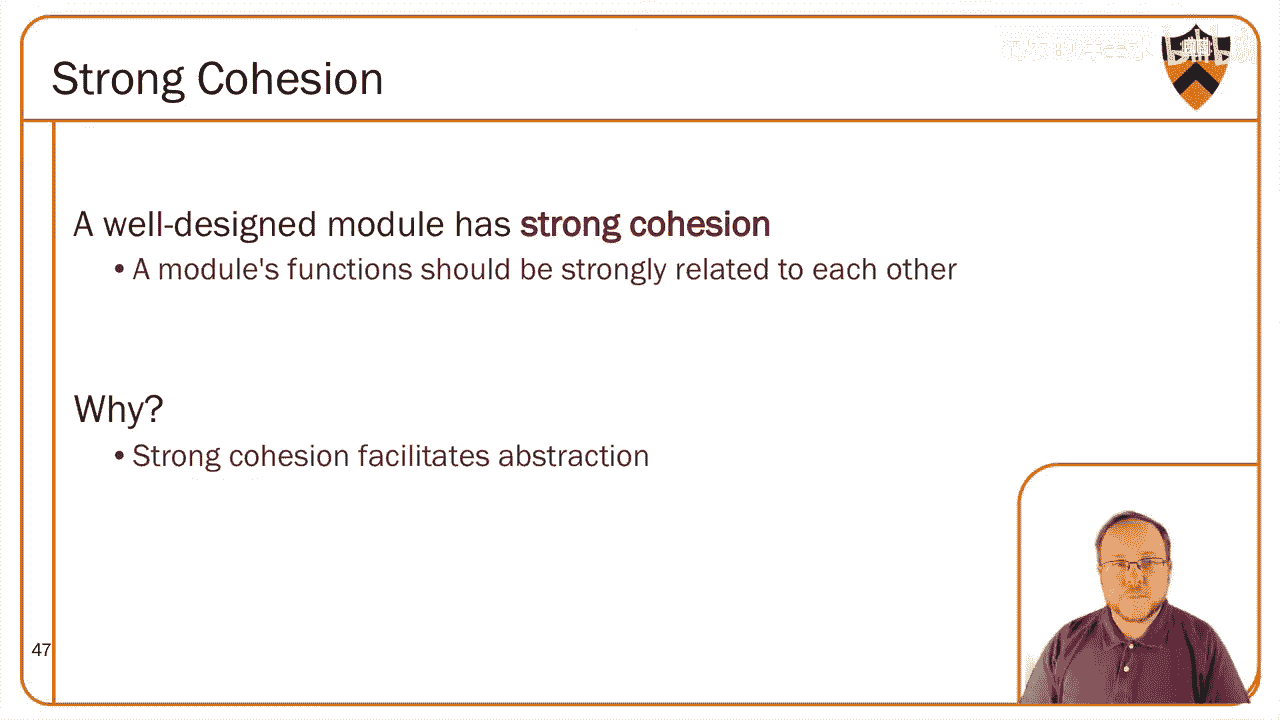 Strong Cohesion
A well-designed module has strong cohesion
• A module's functions should be strongly related to each other
Why?
• Strong cohesion facilitates abstraction
47